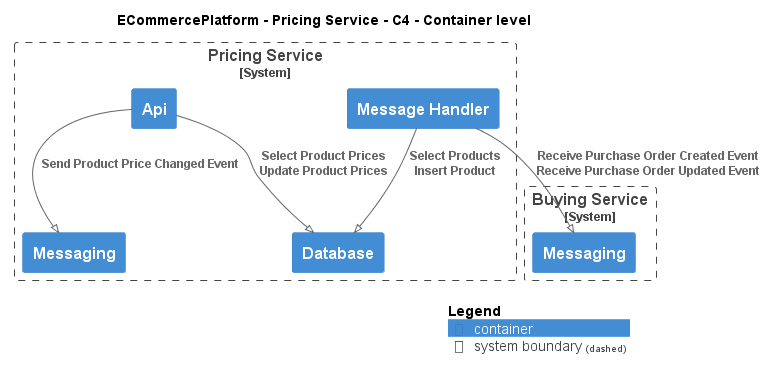 ECommercePlatform - Pricing Service - C4 - Container level
Pricing Service
[System]
Api
Message Handler
Send Product Price Changed Event
Select Product Prices
Update Product Prices
Select Products
Insert Product
Receive Purchase Order Created Event
Receive Purchase Order Updated Event
Buying Service
[System]
Messaging
Database
Messaging
Legend
container
system boundary (dashed)